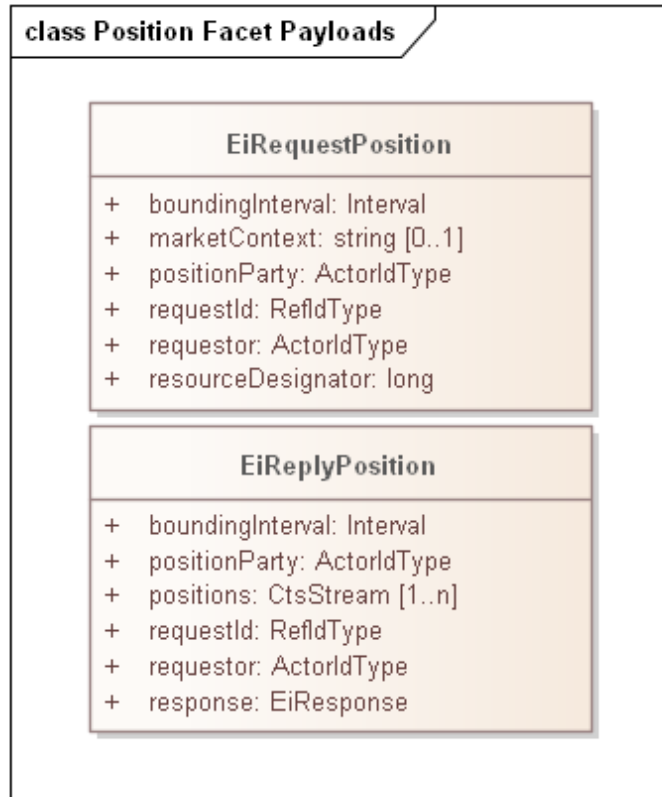 class Position Facet Payloads
EiRequestPosition
+ boundingInterval: Interval
+ marketContext: string [0..1]
+ positionParty: ActorIdType
+ requestId: RefIdType
+ requestor: ActorIdType
+ resourceDesignator: long
EiReplyPosition
+ boundingInterval: Interval
+ positionParty: ActorIdType
+ positions: CtsStream [1..n]
+ requestId: RefIdType
+ requestor: ActorIdType
+ response: EiResponse